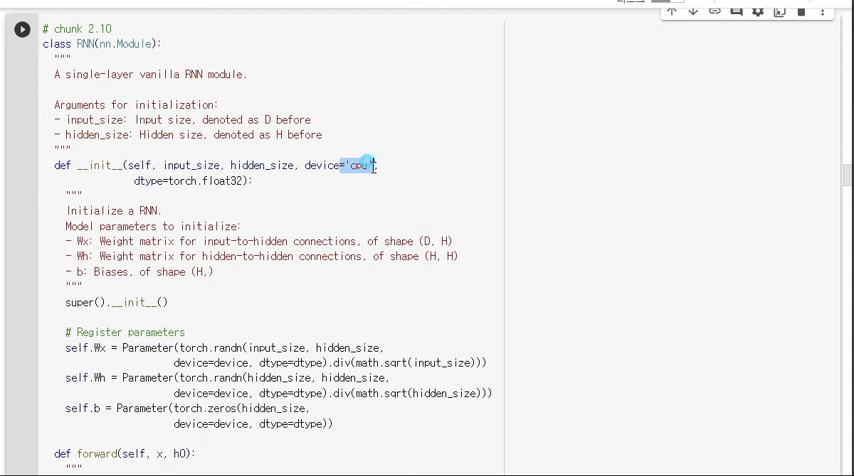 # chunk 2.10
class RNN(nn.Module):
"""
A single-layer vanilla RNN module.
Arguments for initialization:
- input_size: Input size, denoted as D before
- hidden_size: Hidden size, denoted as H before
"""
def __init__(self, input_size, hidden_size, device='cpu',
dtype=torch.float32):
"""
Initialize a RNN.
Model parameters to initialize:
- Wx: Weight matrix for input-to-hidden connections, of shape (D, H)
- Wh: Weight matrix for hidden-to-hidden connections, of shape (H, H)
- b: Biases, of shape (H,)
"""
super().__init__()
# Register parameters
self.Wx = Parameter(torch.randn(input_size, hidden_size,
device=device, dtype=dtype).div(math.sqrt(input_size)))
self.Wh = Parameter(torch.randn(hidden_size, hidden_size,
device=device, dtype=dtype).div(math.sqrt(hidden_size)))
self.b = Parameter(torch.zeros(hidden_size,
device=device, dtype=dtype))
def forward(self, x, h0):
"""